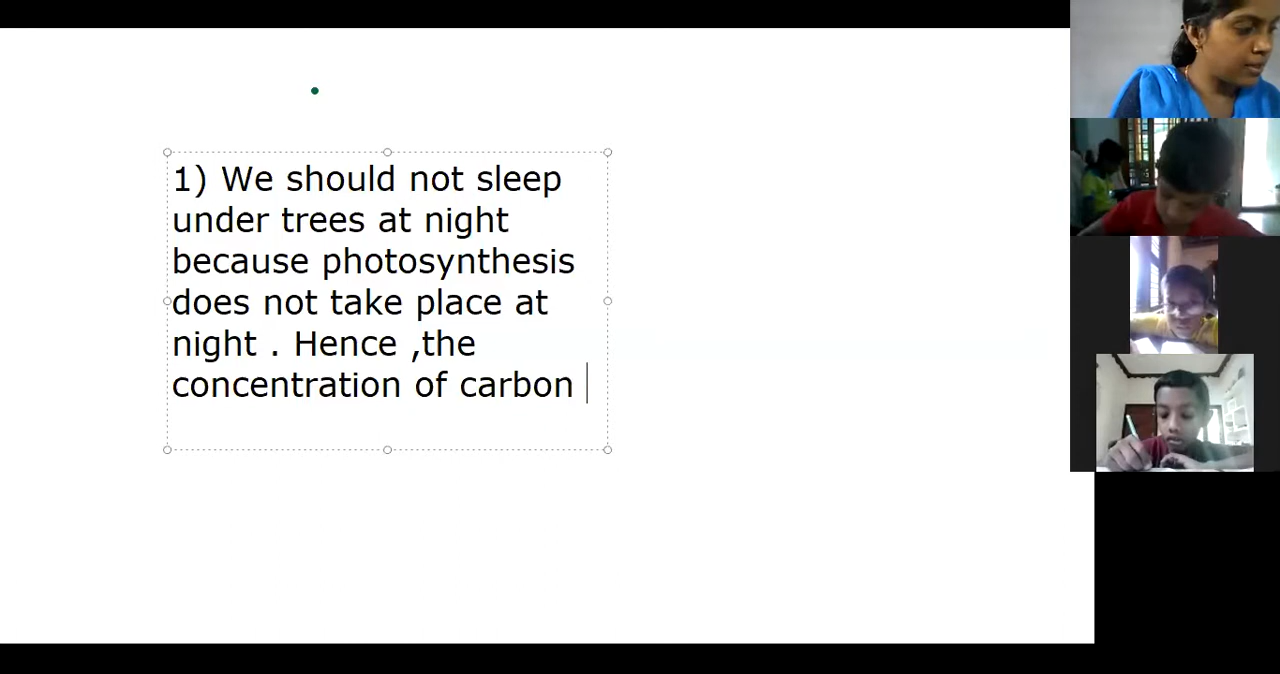 1) We should not sleep
under trees at night
because photosynthesis
does not take place at
night . Hence ,the
concentration of carbon